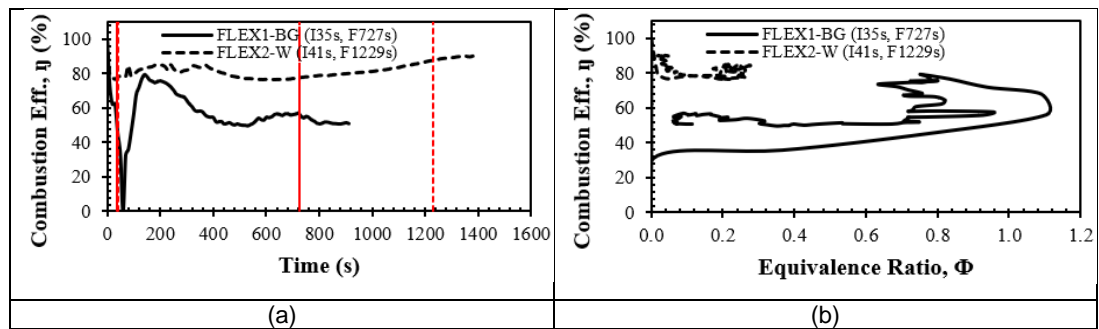 FLEX1-BG (I35s, F727s)
FLEX2-W (I41s, F1229s)
Combustion Eff., η (%)
100
80
60
40
20
0
0 200 400 600 800 1000 1200 1400 1600
Time (s)
(a)
FLEX1-BG (I35s, F727s)
FLEX2-W (I41s, F1229s)
Combustion Eff., η (%)
100
80
60
40
20
0
0.0 0.2 0.4 0.6 0.8 1.0 1.2
Equivalence Ratio, Φ
(b)